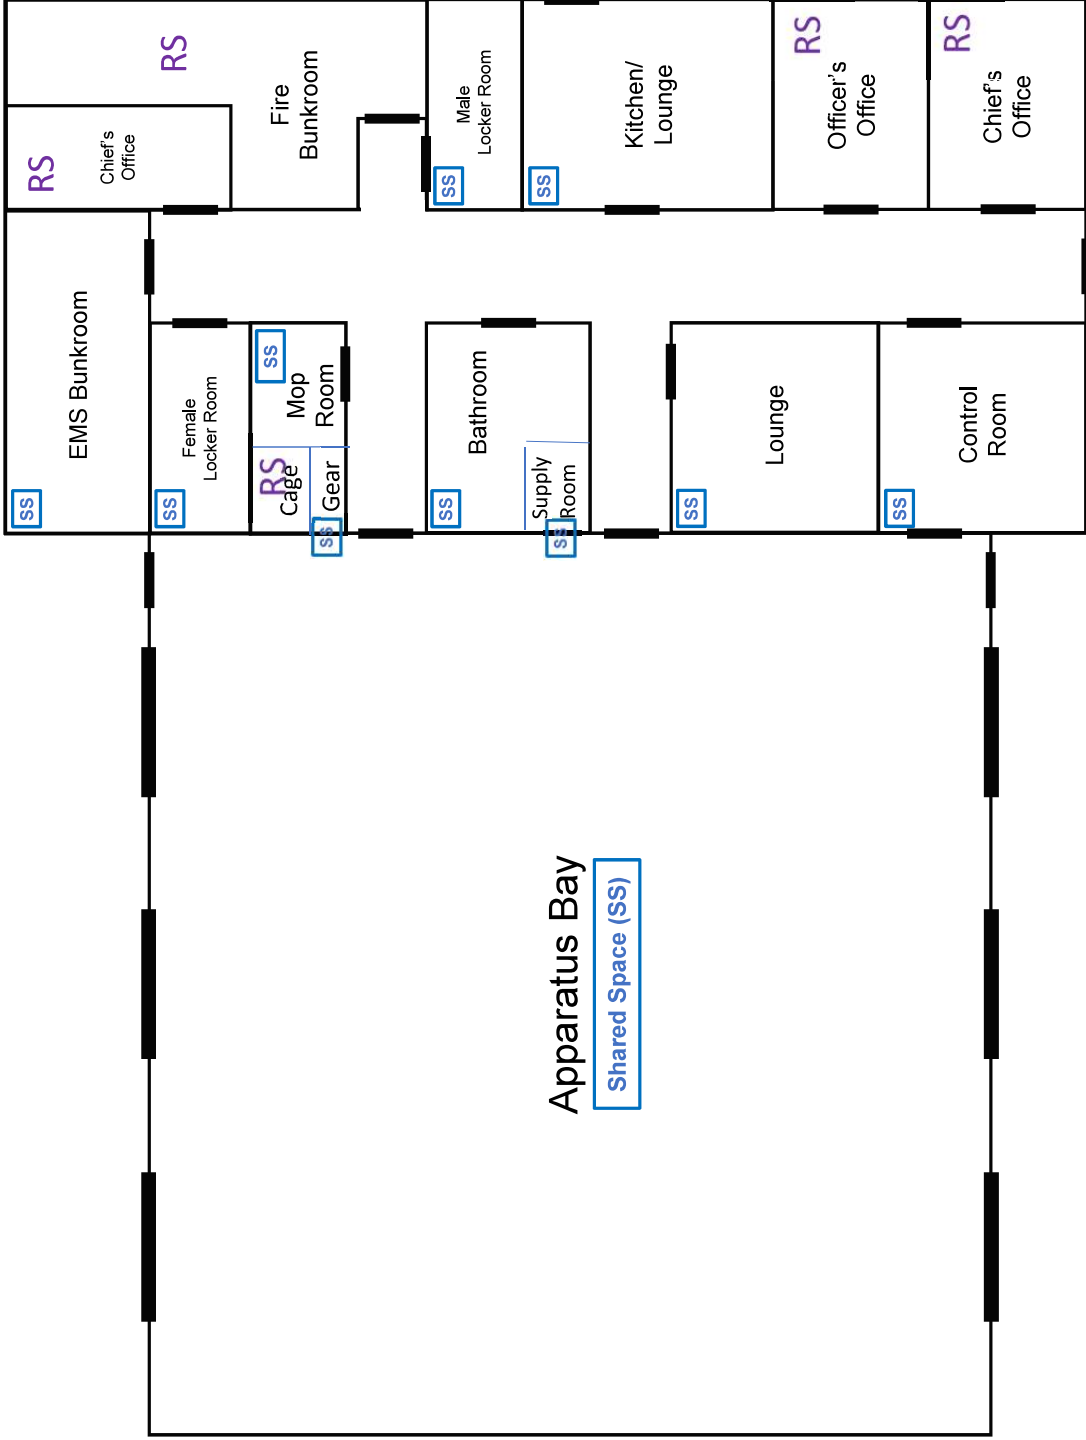 RS
Fire
Bunkroom
RS
Chief's
Office
Male
Locker Room
SS
Kitchen/
Lounge
SS
RS
Officer's
Office
RS
Chief's
Office
EMS Bunkroom
SS
Female
Locker Room
SS
SS
Mop
Room
RS
Cage
Gear
SS
Bathroom
SS
Supply
Room
SS
Lounge
SS
Control
Room
SS
Apparatus Bay
Shared Space (SS)